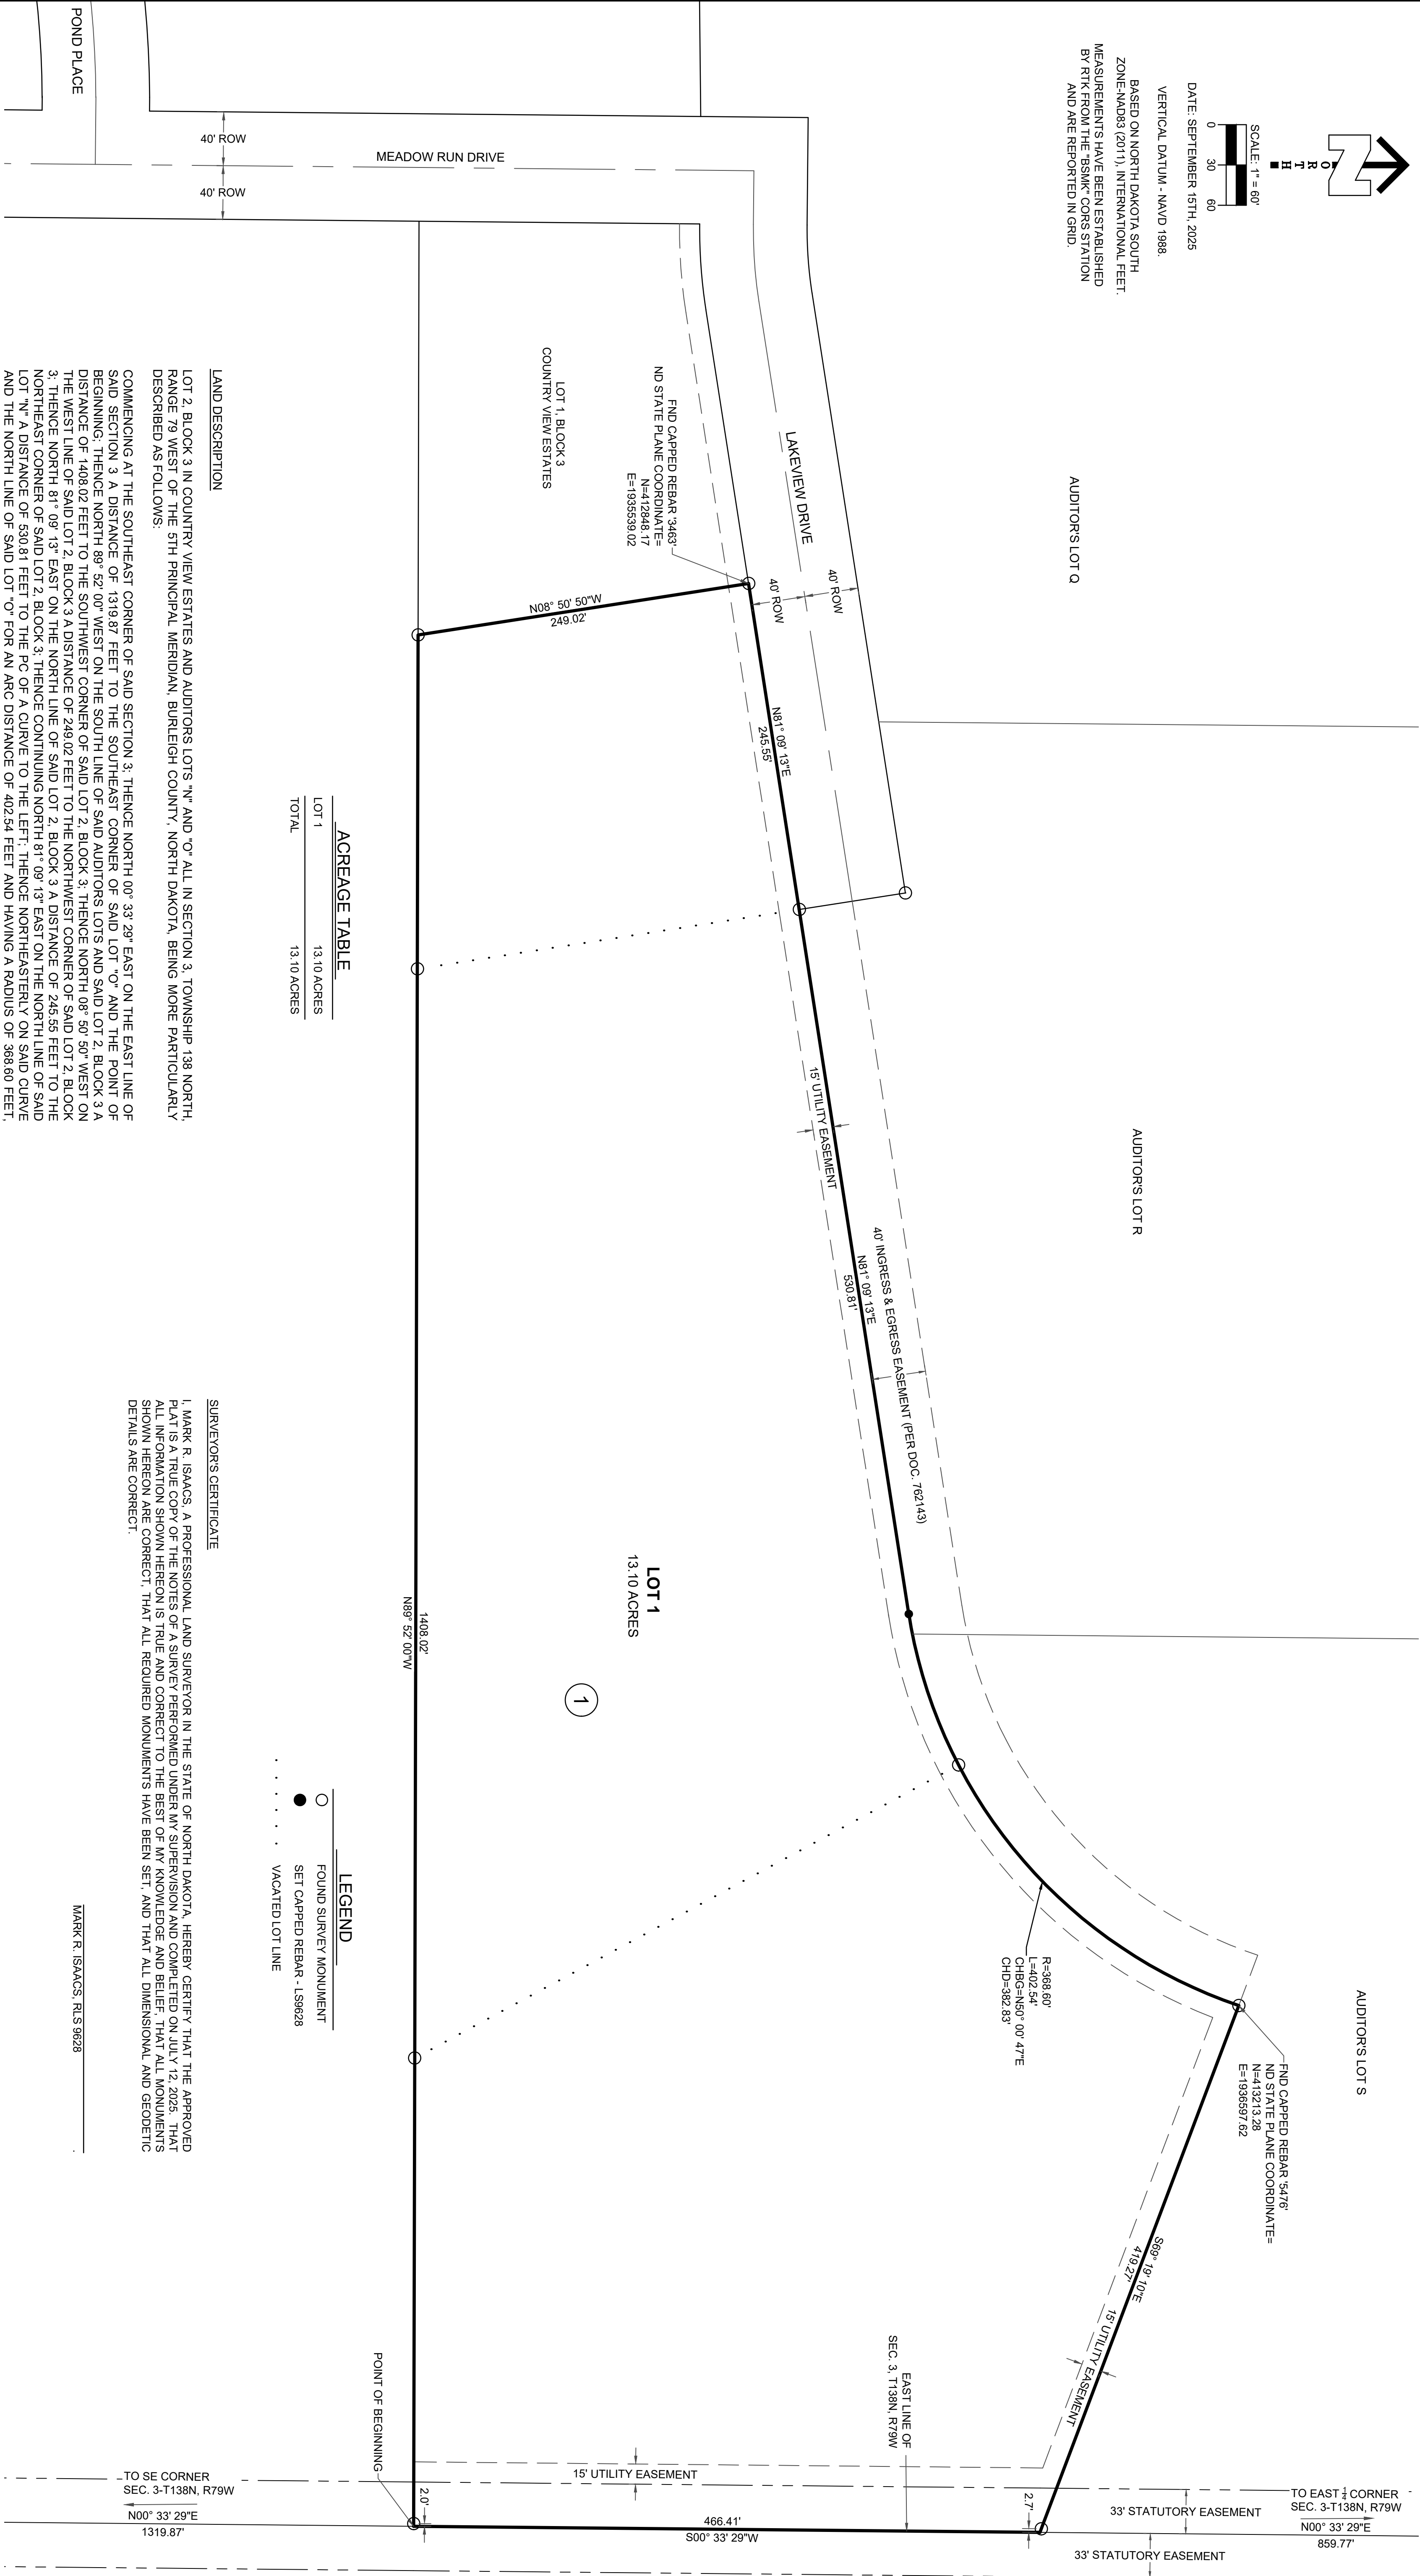 NORTH
SCALE: 1" = 60'
0 30 60
DATE: SEPTEMBER 15TH, 2025
VERTICAL DATUM - NAVD 1988.
BASED ON NORTH DAKOTA SOUTH
ZONE-NAD83 (2011), INTERNATIONAL FEET.
MEASUREMENTS HAVE BEEN ESTABLISHED
BY RTK FROM THE "BSMK" CORS STATION
AND ARE REPORTED IN GRID.
POND PLACE
40' ROW
40' ROW
MEADOW RUN DRIVE
AUDITOR'S LOT Q
LAKEVIEW DRIVE
40' ROW
40' ROW
FND CAPPED REBAR '3463'
ND STATE PLANE COORDINATE=
N=412848.17
E=1935539.02
LOT 1, BLOCK 3
COUNTRY VIEW ESTATES
N08° 50' 50"W
249.02'
N81° 09' 13"E
245.55'
AUDITOR'S LOT R
15' UTILITY EASEMENT
40' INGRESS & EGRESS EASEMENT (PER DOC. 762143)
N81° 09' 13"E
530.81'
LOT 1
13.10 ACRES
1
1408.02'
N89° 52' 00"W
AUDITOR'S LOT S
R=368.60'
L=402.54'
CHBG=N50° 00' 47"E
CHD=382.83'
FND CAPPED REBAR '5476'
ND STATE PLANE COORDINATE=
N=413213.28
E=1936597.62
S69° 19' 10"E
419.27'
15' UTILITY EASEMENT
EAST LINE OF
SEC. 3, T138N, R79W
POINT OF BEGINNING
15' UTILITY EASEMENT
2.0'
2.7'
466.41'
S00° 33' 29"W
TO SE CORNER
SEC. 3-T138N, R79W
N00° 33' 29"E
1319.87'
TO EAST 1/4 CORNER
SEC. 3-T138N, R79W
N00° 33' 29"E
859.77'
33' STATUTORY EASEMENT
33' STATUTORY EASEMENT
ACREAGE TABLE
LOT 1 13.10 ACRES
TOTAL 13.10 ACRES
LEGEND
FOUND SURVEY MONUMENT
SET CAPPED REBAR - LS9628
VACATED LOT LINE
LAND DESCRIPTION
LOT 2, BLOCK 3 IN COUNTRY VIEW ESTATES AND AUDITORS LOTS "N" AND "O" ALL IN SECTION 3, TOWNSHIP 138 NORTH,
RANGE 79 WEST OF THE 5TH PRINCIPAL MERIDIAN, BURLEIGH COUNTY, NORTH DAKOTA, BEING MORE PARTICULARLY
DESCRIBED AS FOLLOWS:
COMMENCING AT THE SOUTHEAST CORNER OF SAID SECTION 3; THENCE NORTH 00° 33' 29" EAST ON THE EAST LINE OF
SAID SECTION 3 A DISTANCE OF 1319.87 FEET TO THE SOUTHEAST CORNER OF SAID LOT "O" AND THE POINT OF
BEGINNING; THENCE NORTH 89° 52' 00" WEST ON THE SOUTH LINE OF SAID AUDITORS LOTS AND SAID LOT 2, BLOCK 3 A
DISTANCE OF 1408.02 FEET TO THE SOUTHWEST CORNER OF SAID LOT 2, BLOCK 3; THENCE NORTH 08° 50' 50" WEST ON
THE WEST LINE OF SAID LOT 2, BLOCK 3 A DISTANCE OF 249.02 FEET TO THE NORTHWEST CORNER OF SAID LOT 2, BLOCK
3; THENCE NORTH 81° 09' 13" EAST ON THE NORTH LINE OF SAID LOT 2, BLOCK 3 A DISTANCE OF 245.55 FEET TO THE
NORTHEAST CORNER OF SAID LOT 2, BLOCK 3; THENCE CONTINUING NORTH 81° 09' 13" EAST ON THE NORTH LINE OF SAID
LOT "N" A DISTANCE OF 530.81 FEET TO THE PC OF A CURVE TO THE LEFT; THENCE NORTHEASTERLY ON SAID CURVE
AND THE NORTH LINE OF SAID LOT "O" FOR AN ARC DISTANCE OF 402.54 FEET AND HAVING A RADIUS OF 368.60 FEET,
SURVEYOR'S CERTIFICATE
I, MARK R. ISAACS, A PROFESSIONAL LAND SURVEYOR IN THE STATE OF NORTH DAKOTA, HEREBY CERTIFY THAT THE APPROVED
PLAT IS A TRUE COPY OF THE NOTES OF A SURVEY PERFORMED UNDER MY SUPERVISION AND COMPLETED ON JULY 12, 2025. THAT
ALL INFORMATION SHOWN HEREON IS TRUE AND CORRECT TO THE BEST OF MY KNOWLEDGE AND BELIEF, THAT ALL MONUMENTS
SHOWN HEREON ARE CORRECT, THAT ALL REQUIRED MONUMENTS HAVE BEEN SET, AND THAT ALL DIMENSIONAL AND GEODETIC
DETAILS ARE CORRECT.
MARK R. ISAACS, RLS 9628